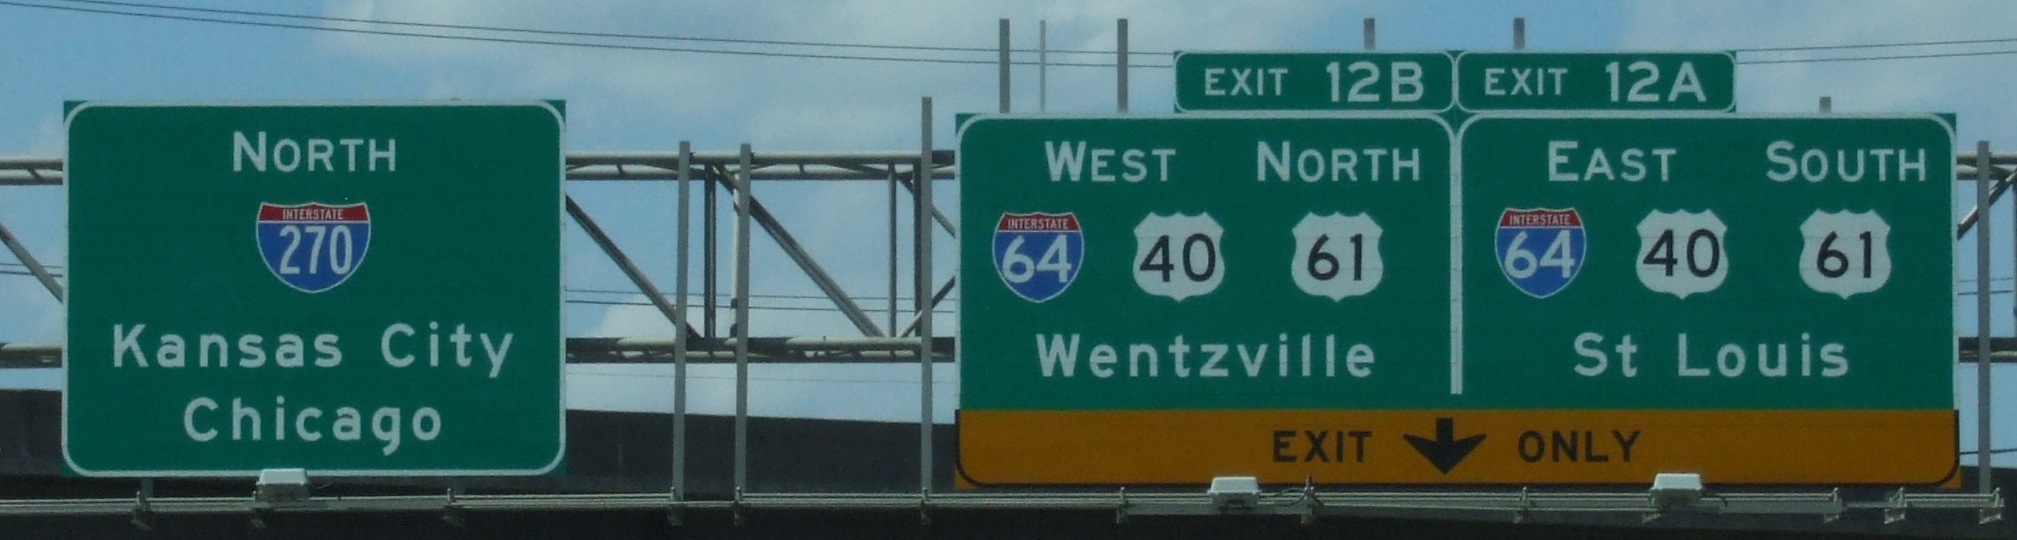 NORTH
INTERSTATE
270
Kansas City
Chicago
EXIT 12B
WEST NORTH
INTERSTATE
64 40 61
Wentzville
EXIT 12A
EAST SOUTH
INTERSTATE
64 40 61
St Louis
EXIT ONLY